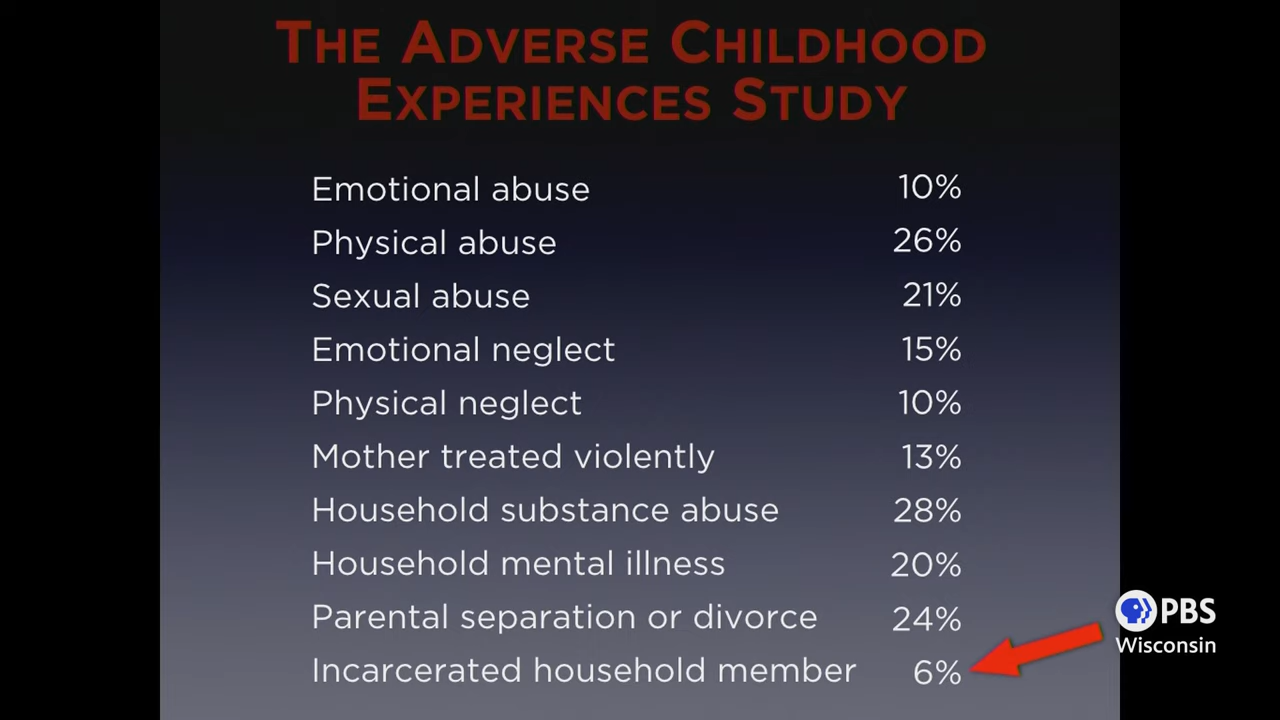 THE ADVERSE CHILDHOOD
EXPERIENCES STUDY
Emotional abuse 10%
Physical abuse 26%
Sexual abuse 21%
Emotional neglect 15%
Physical neglect 10%
Mother treated violently 13%
Household substance abuse 28%
Household mental illness 20%
Parental separation or divorce 24%
Incarcerated household member 6%
PBS
Wisconsin